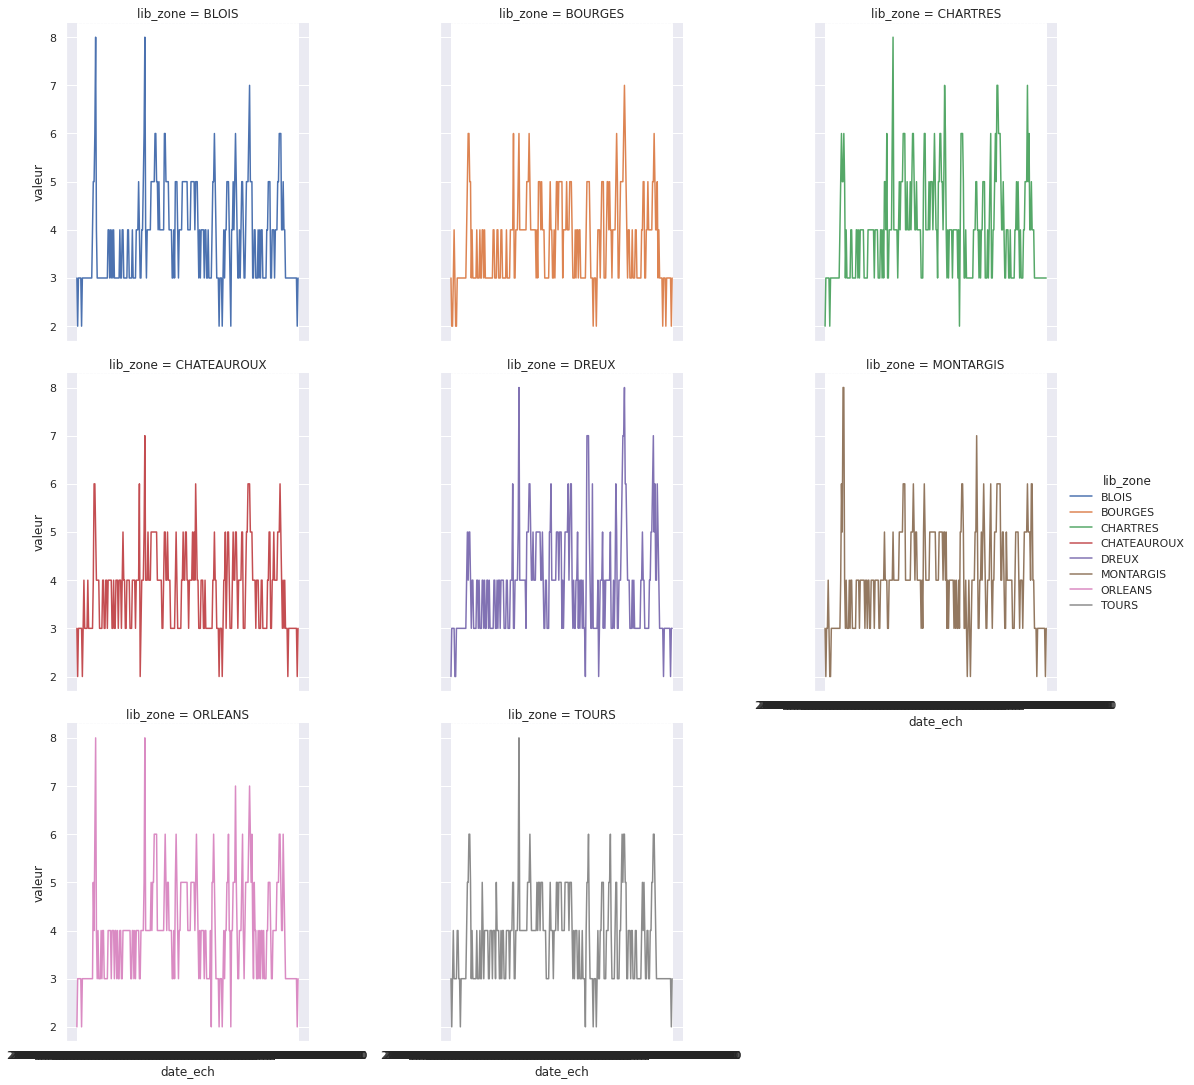 lib_zone = BLOIS
lib_zone = BOURGES
lib_zone = CHARTRES
8
7
6
5
4
3
2
valeur
lib_zone = CHATEAUROUX
lib_zone = DREUX
lib_zone = MONTARGIS
8
7
6
5
4
3
2
valeur
date_ech
lib_zone
BLOIS
BOURGES
CHARTRES
CHATEAUROUX
DREUX
MONTARGIS
ORLEANS
TOURS
lib_zone = ORLEANS
lib_zone = TOURS
8
7
6
5
4
3
2
valeur
date_ech
date_ech